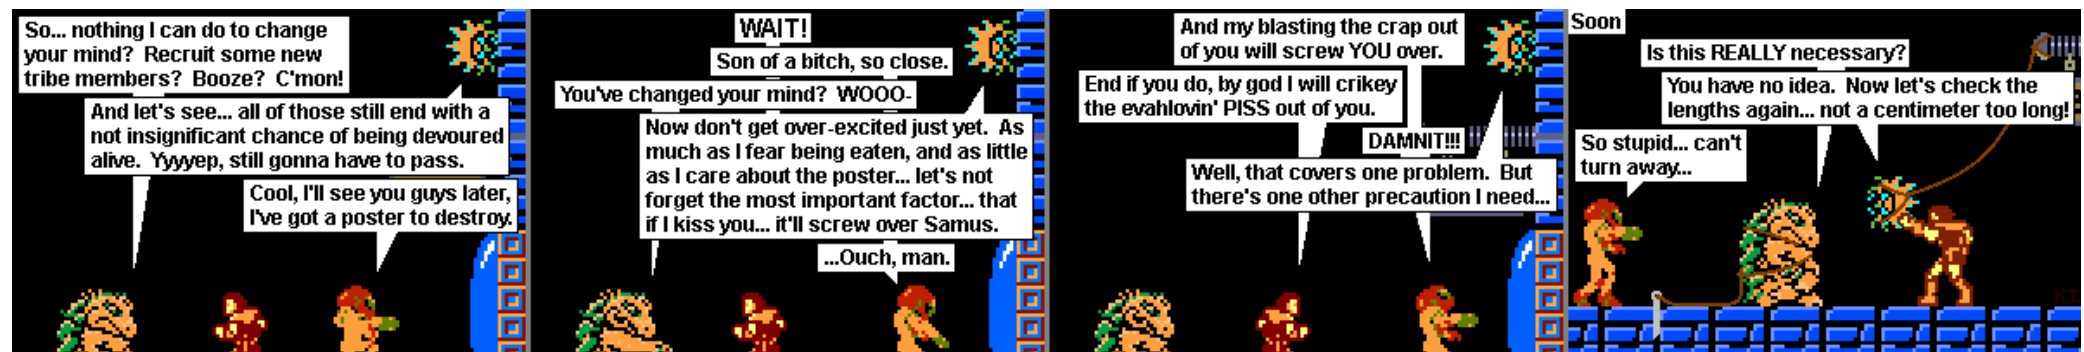 So... nothing I can do to change
your mind?  Recruit some new
tribe members?  Booze?  C'mon!
And let's see... all of those still end with a
not insignificant chance of being devoured
alive.  Yyyyep, still gonna have to pass.
Cool, I'll see you guys later,
I've got a poster to destroy.
WAIT!
Son of a bitch, so close.
You've changed your mind?  WOOO-
Now don't get over-excited just yet.  As
much as I fear being eaten, and as little
as I care about the poster... let's not
forget the most important factor... that
if I kiss you... it'll screw over Samus.
...Ouch, man.
And my blasting the crap out
of you will screw YOU over.
End if you do, by god I will crikey
the evahlovin' PISS out of you.
DAMNIT!!!
Well, that covers one problem.  But
there's one other precaution I need...
Soon
Is this REALLY necessary?
You have no idea.  Now let's check the
lengths again... not a centimeter too long!
So stupid... can't
turn away...